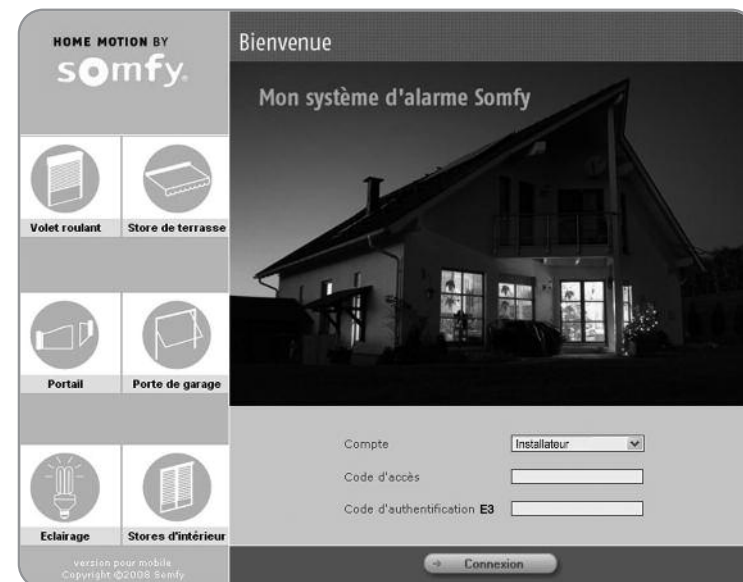 HOME MOTION BY
somfy.
Bienvenue
Mon système d'alarme Somfy
Volet roulant
Store de terrasse
Portail
Porte de garage
Eclairage
Stores d'intérieur
Compte
Installateur
Code d'accès
Code d'authentification E3
Connexion
version pour mobile
Copyright ©2008 Somfy